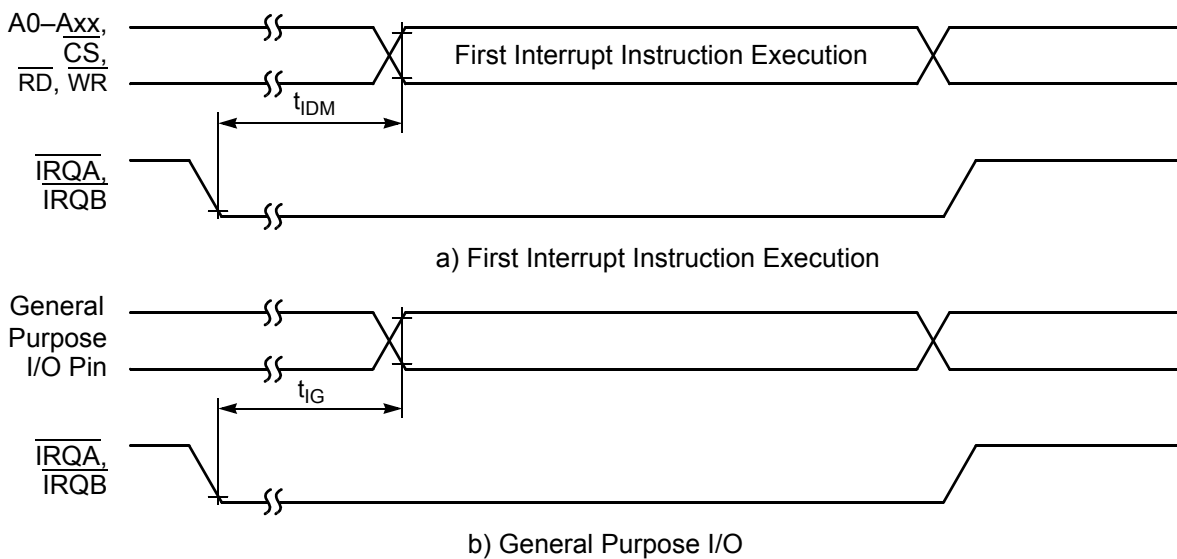 A0–Axx,
CS,
RD, WR
First Interrupt Instruction Execution
tIDM
IRQA,
IRQB
a) First Interrupt Instruction Execution
General
Purpose
I/O Pin
tIG
IRQA,
IRQB
b) General Purpose I/O